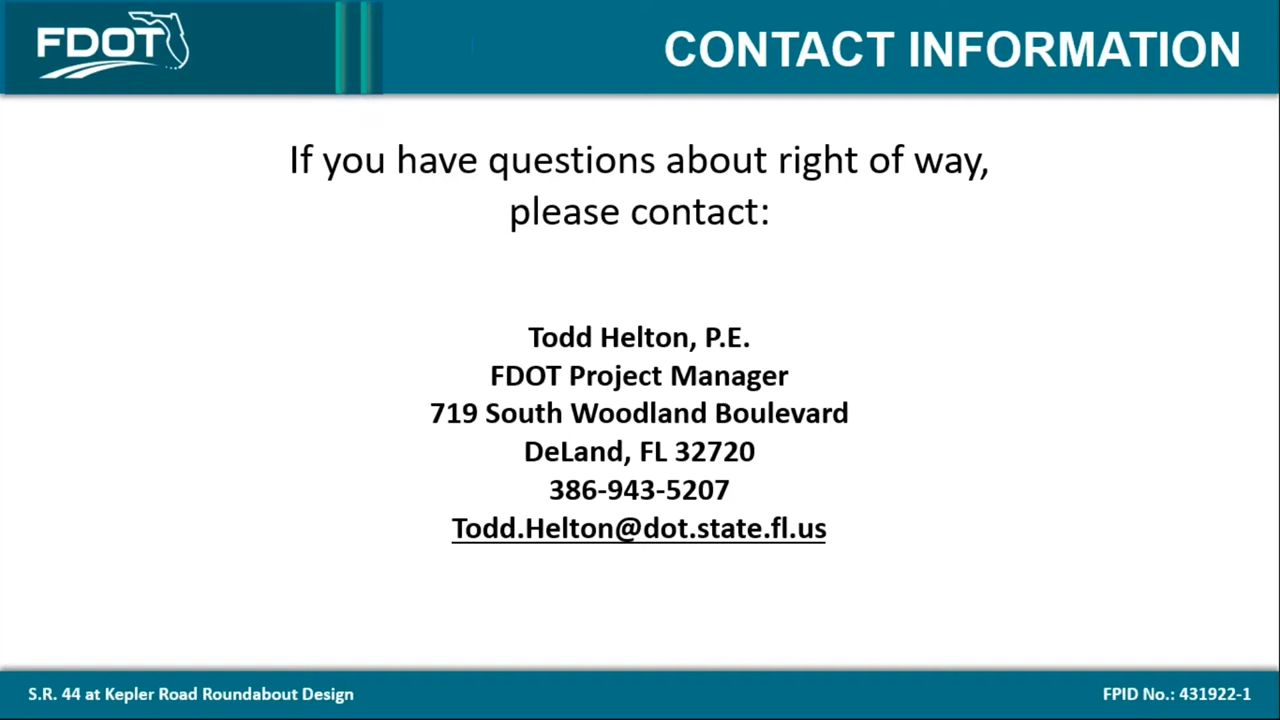 FDOT
CONTACT INFORMATION
If you have questions about right of way,
please contact:
Todd Helton, P.E.
FDOT Project Manager
719 South Woodland Boulevard
DeLand, FL 32720
386-943-5207
Todd.Helton@dot.state.fl.us
S.R. 44 at Kepler Road Roundabout Design
FPID No.: 431922-1